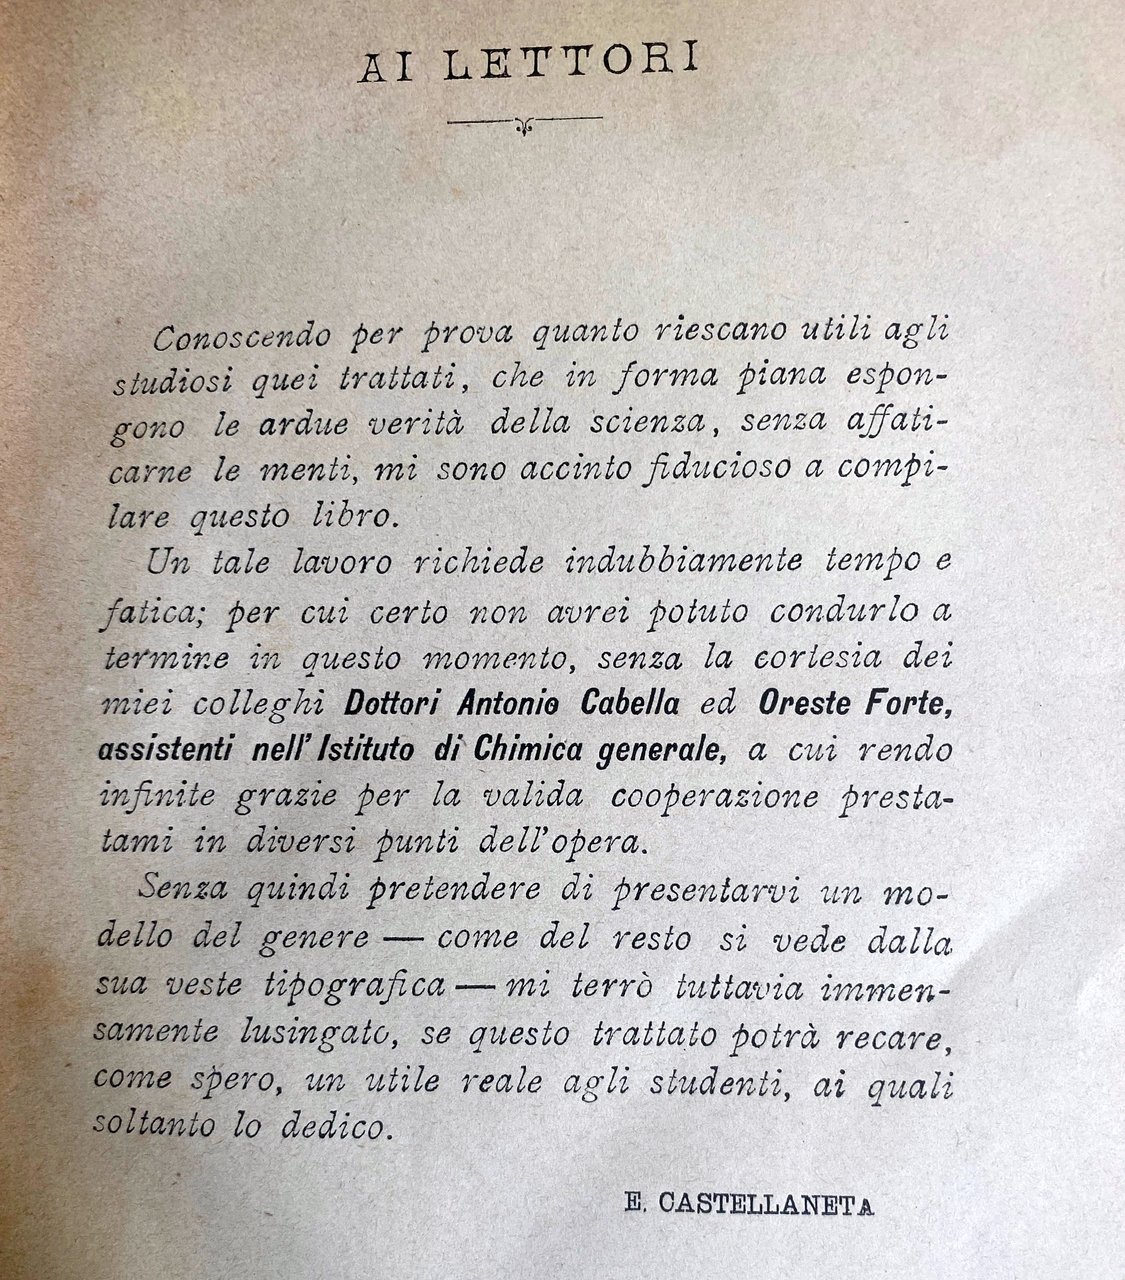 AI LETTORI
Conoscendo per prova quanto riescano utili agli
studiosi quei trattati, che in forma piana espon-
gono le ardue verità della scienza, senza affati-
carne le menti, mi sono accinto fiducioso a compi-
lare questo libro.
Un tale lavoro richiede indubbiamente tempo e
fatica; per cui certo non avrei potuto condurlo a
termine in questo momento, senza la cortesia dei
miei colleghi Dottori Antonio Cabella ed Oreste Forte,
assistenti nell'Istituto di Chimica generale, a cui rendo
infinite grazie per la valida cooperazione presta-
tami in diversi punti dell'opera.
Senza quindi pretendere di presentarvi un mo-
dello del genere — come del resto si vede dalla
sua veste tipografica — mi terrò tuttavia immen-
samente lusingato, se questo trattato potrà recare,
come spero, un utile reale agli studenti, ai quali
soltanto lo dedico.
E. CASTELLANETA